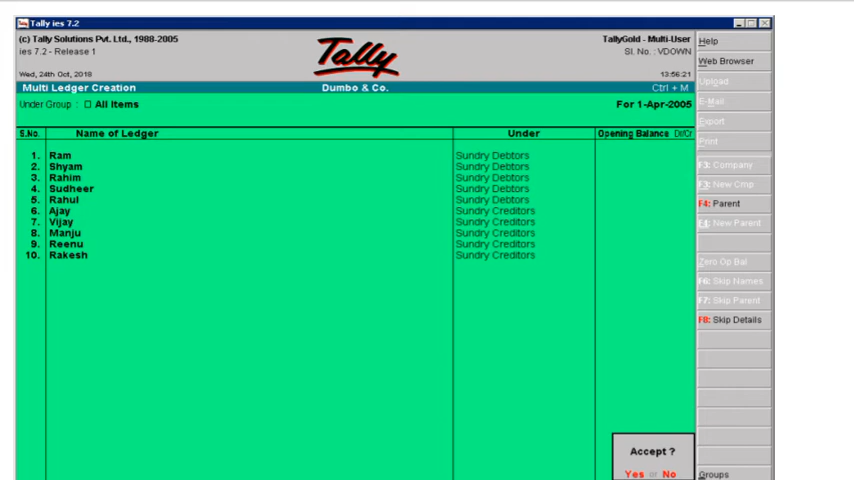 Tally ies 7.2
(c) Tally Solutions Pvt. Ltd., 1988-2005
ies 7.2 - Release 1
Wed, 24th Oct, 2018
Tally
TallyGold - Multi-User
Sl. No. : VDOWN
13:56:21
Multi Ledger Creation Dumbo & Co. Ctrl + M
Under Group : All Items For 1-Apr-2005
S.No. Name of Ledger Under Opening Balance Dr/Cr
1. Ram Sundry Debtors
2. Shyam Sundry Debtors
3. Rahim Sundry Debtors
4. Sudheer Sundry Debtors
5. Rahul Sundry Debtors
6. Ajay Sundry Creditors
7. Vijay Sundry Creditors
8. Manju Sundry Creditors
9. Reenu Sundry Creditors
10. Rakesh Sundry Creditors
Accept ?
Yes or No
Help
Web Browser
Upload
E-Mail
Export
Print
F3: Company
F3: New Cmp
F4: Parent
F4: New Parent
Zero Op Bal
F6: Skip Names
F7: Skip Parent
F8: Skip Details
Groups